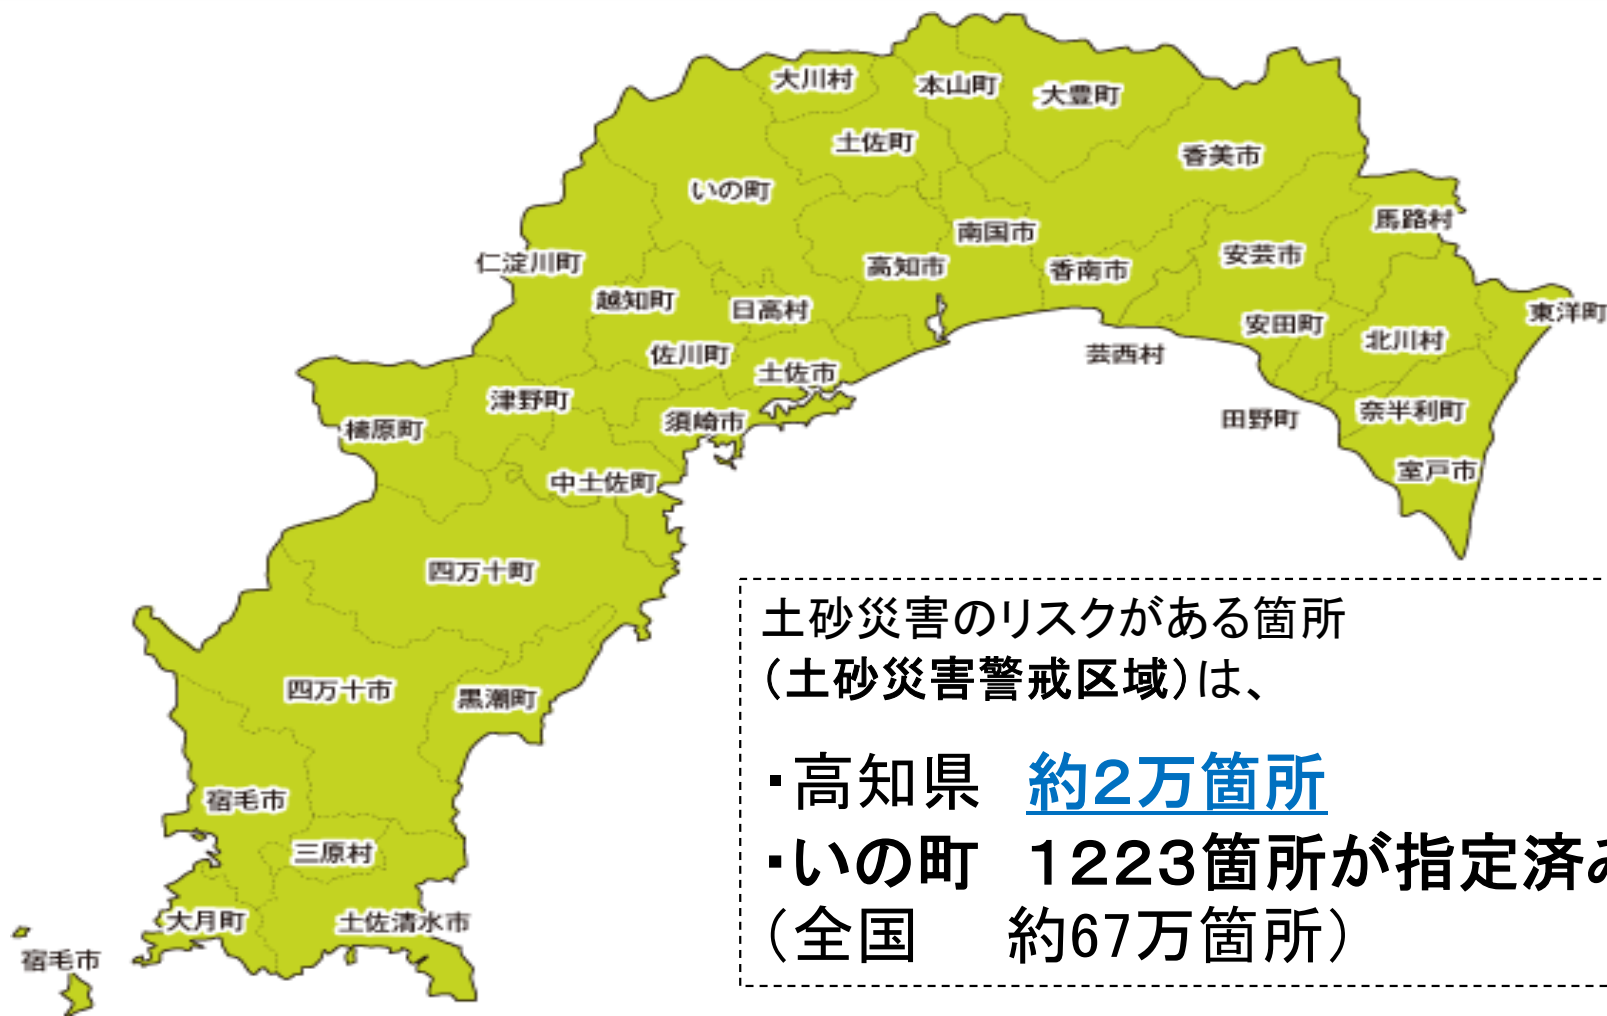 大川村
本山町
大豊町
土佐町
香美市
いの町
馬路村
南国市
安芸市
仁淀川町
高知市
香南市
越知町
日高村
東洋町
安田町
北川村
佐川町
芸西村
土佐市
津野町
奈半利町
須崎市
田野町
梼原町
室戸市
中土佐町
四万十町
四万十市
黒潮町
宿毛市
三原村
大月町
土佐清水市
宿毛市
土砂災害のリスクがある箇所
（土砂災害警戒区域）は、
・高知県　約2万箇所
・いの町　1223箇所が指定済み
（全国　約67万箇所）